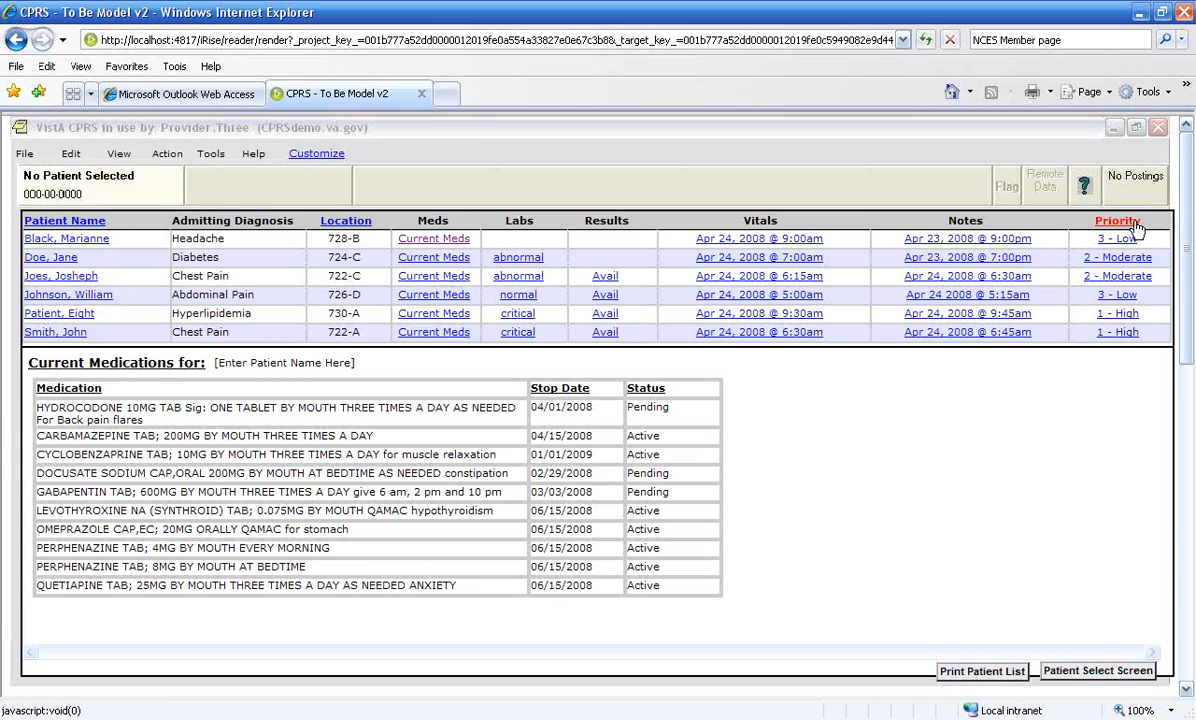 CPRS - To Be Model v2 - Windows Internet Explorer
http://localhost:4817/iRise/reader/render?_project_key_=001b777a52dd0000012019fe0a554a33827e0e67c3b8&_target_key_=001b777a52dd0000012019fe0c5949082e9d44
NCES Member page
File Edit View Favorites Tools Help
Microsoft Outlook Web Access CPRS - To Be Model v2 Page Tools
VistA CPRS in use by: Provider,Three (CPRSdemo.va.gov)
File Edit View Action Tools Help Customize
No Patient Selected
000-00-0000
Flag
Remote
Data
?
No Postings
Patient Name Admitting Diagnosis Location Meds Labs Results Vitals Notes Priority
Black, Marianne Headache 728-B Current Meds Apr 24, 2008 @ 9:00am Apr 23, 2008 @ 9:00pm 3 - Low
Doe, Jane Diabetes 724-C Current Meds abnormal Apr 24, 2008 @ 7:00am Apr 23, 2008 @ 7:00pm 2 - Moderate
Joes, Josheph Chest Pain 722-C Current Meds abnormal Avail Apr 24, 2008 @ 6:15am Apr 24, 2008 @ 6:30am 2 - Moderate
Johnson, William Abdominal Pain 726-D Current Meds normal Avail Apr 24, 2008 @ 5:00am Apr 24 2008 @ 5:15am 3 - Low
Patient, Eight Hyperlipidemia 730-A Current Meds critical Avail Apr 24, 2008 @ 9:45am Apr 24, 2008 @ 9:45am 1 - High
Smith, John Chest Pain 722-A Current Meds critical Avail Apr 24, 2008 @ 6:30am Apr 24, 2008 @ 6:45am 1 - High
Current Medications for: [Enter Patient Name Here]
Medication Stop Date Status
HYDROCODONE 10MG TAB Sig: ONE TABLET BY MOUTH THREE TIMES A DAY AS NEEDED 04/01/2008 Pending
For Back pain flares
CARBAMAZEPINE TAB; 200MG BY MOUTH THREE TIMES A DAY 04/15/2008 Active
CYCLOBENZAPRINE TAB; 10MG BY MOUTH THREE TIMES A DAY for muscle relaxation 01/01/2009 Active
DOCUSATE SODIUM CAP,ORAL 200MG BY MOUTH AT BEDTIME AS NEEDED constipation 02/29/2008 Pending
GABAPENTIN TAB; 600MG BY MOUTH THREE TIMES A DAY give 6 am, 2 pm and 10 pm 03/03/2008 Pending
LEVOTHYROXINE NA (SYNTHROID) TAB; 0.075MG BY MOUTH QAMAC hypothyroidism 06/15/2008 Active
OMEPRAZOLE CAP,EC; 20MG ORALLY QAMAC for stomach 06/15/2008 Active
PERPHENAZINE TAB; 4MG BY MOUTH EVERY MORNING 06/15/2008 Active
PERPHENAZINE TAB; 8MG BY MOUTH AT BEDTIME 06/15/2008 Active
QUETIAPINE TAB; 25MG BY MOUTH THREE TIMES A DAY AS NEEDED ANXIETY 06/15/2008 Active
Print Patient List Patient Select Screen
javascript:void(0) Local intranet 100%